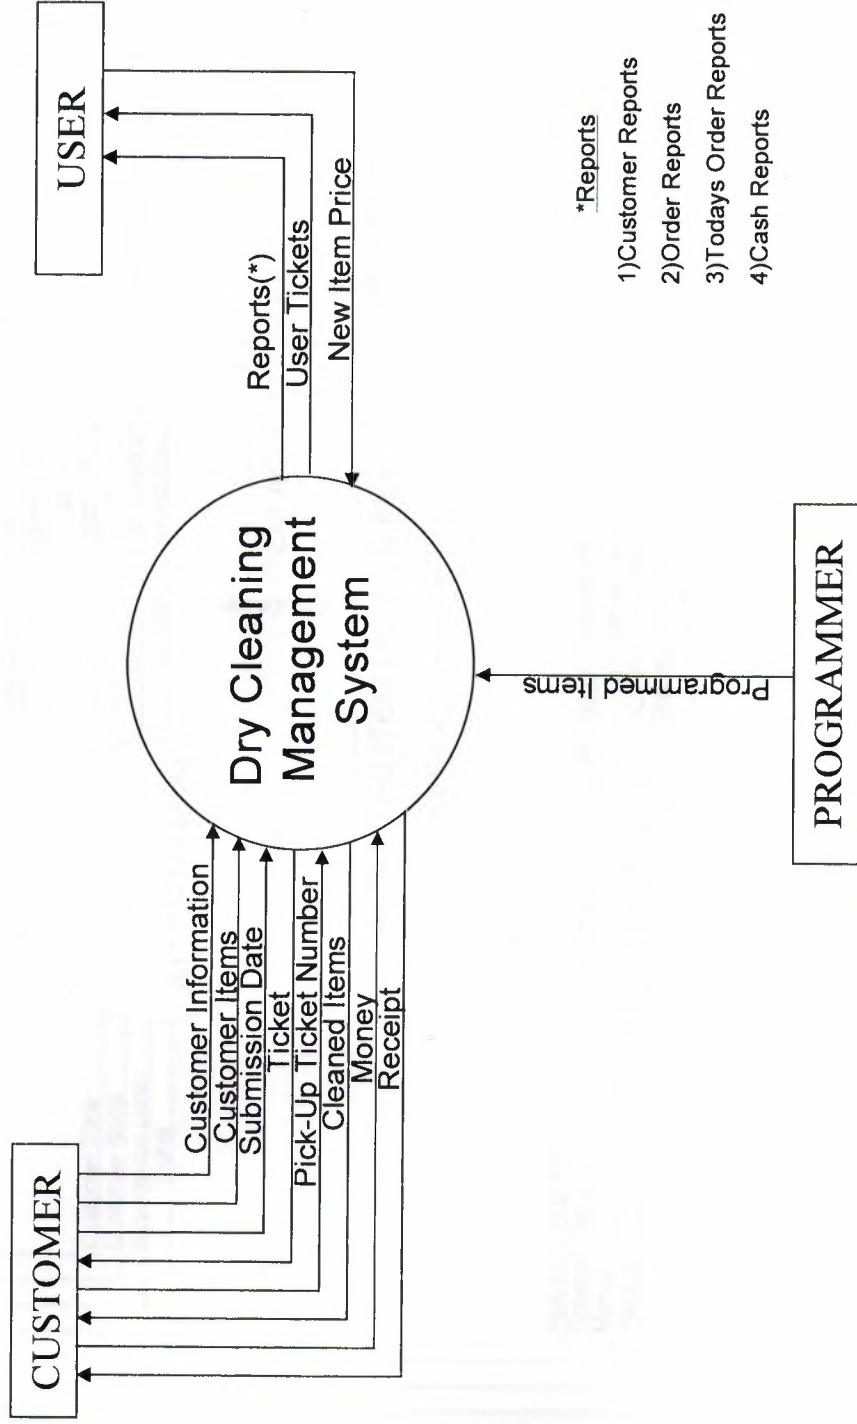 CUSTOMER
USER
Customer Information
Customer Items
Submission Date
Ticket
Pick-Up Ticket Number
Cleaned Items
Money
Receipt
Dry Cleaning
Management
System
Reports(*)
User Tickets
New Item Price
Programmed Items
PROGRAMMER
*Reports
1)Customer Reports
2)Order Reports
3)Todays Order Reports
4)Cash Reports